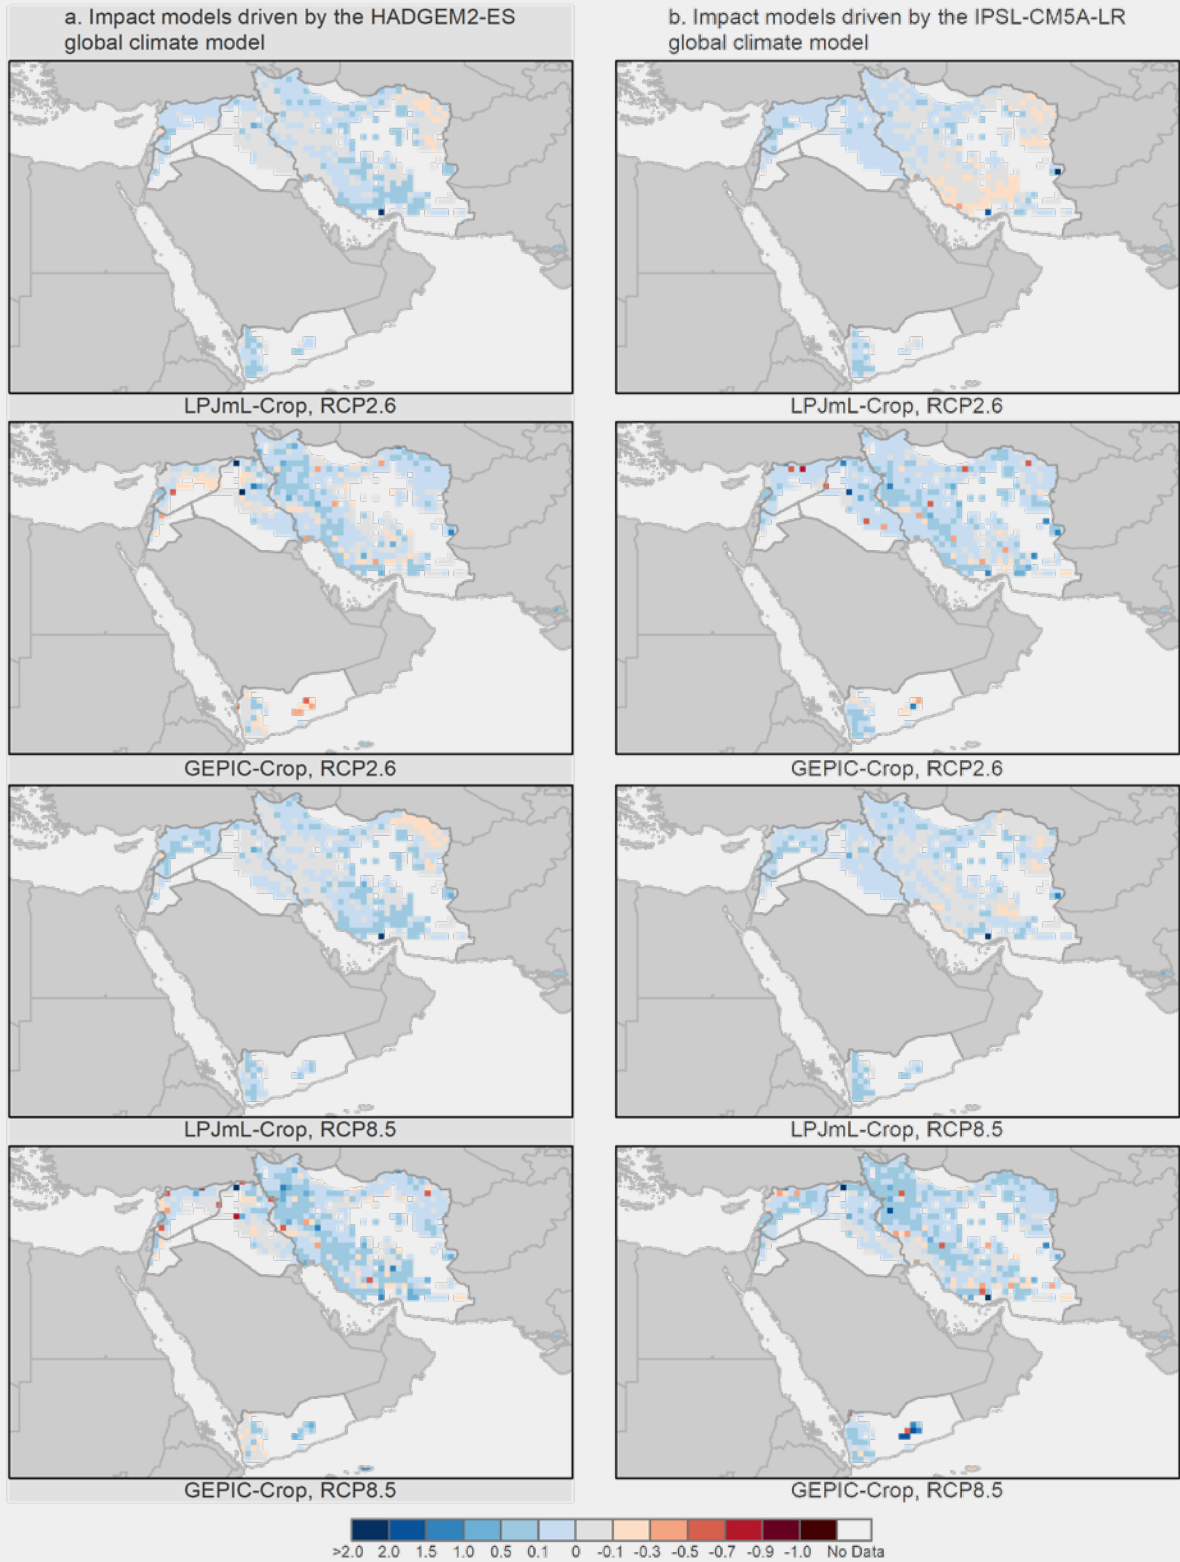 a. Impact models driven by the HADGEM2-ES
global climate model
b. Impact models driven by the IPSL-CM5A-LR
global climate model
LPJmL-Crop, RCP2.6
LPJmL-Crop, RCP2.6
GEPIC-Crop, RCP2.6
GEPIC-Crop, RCP2.6
LPJmL-Crop, RCP8.5
LPJmL-Crop, RCP8.5
GEPIC-Crop, RCP8.5
GEPIC-Crop, RCP8.5
>2.0 2.0 1.5 1.0 0.5 0.1 0 -0.1 -0.3 -0.5 -0.7 -0.9 -1.0 No Data